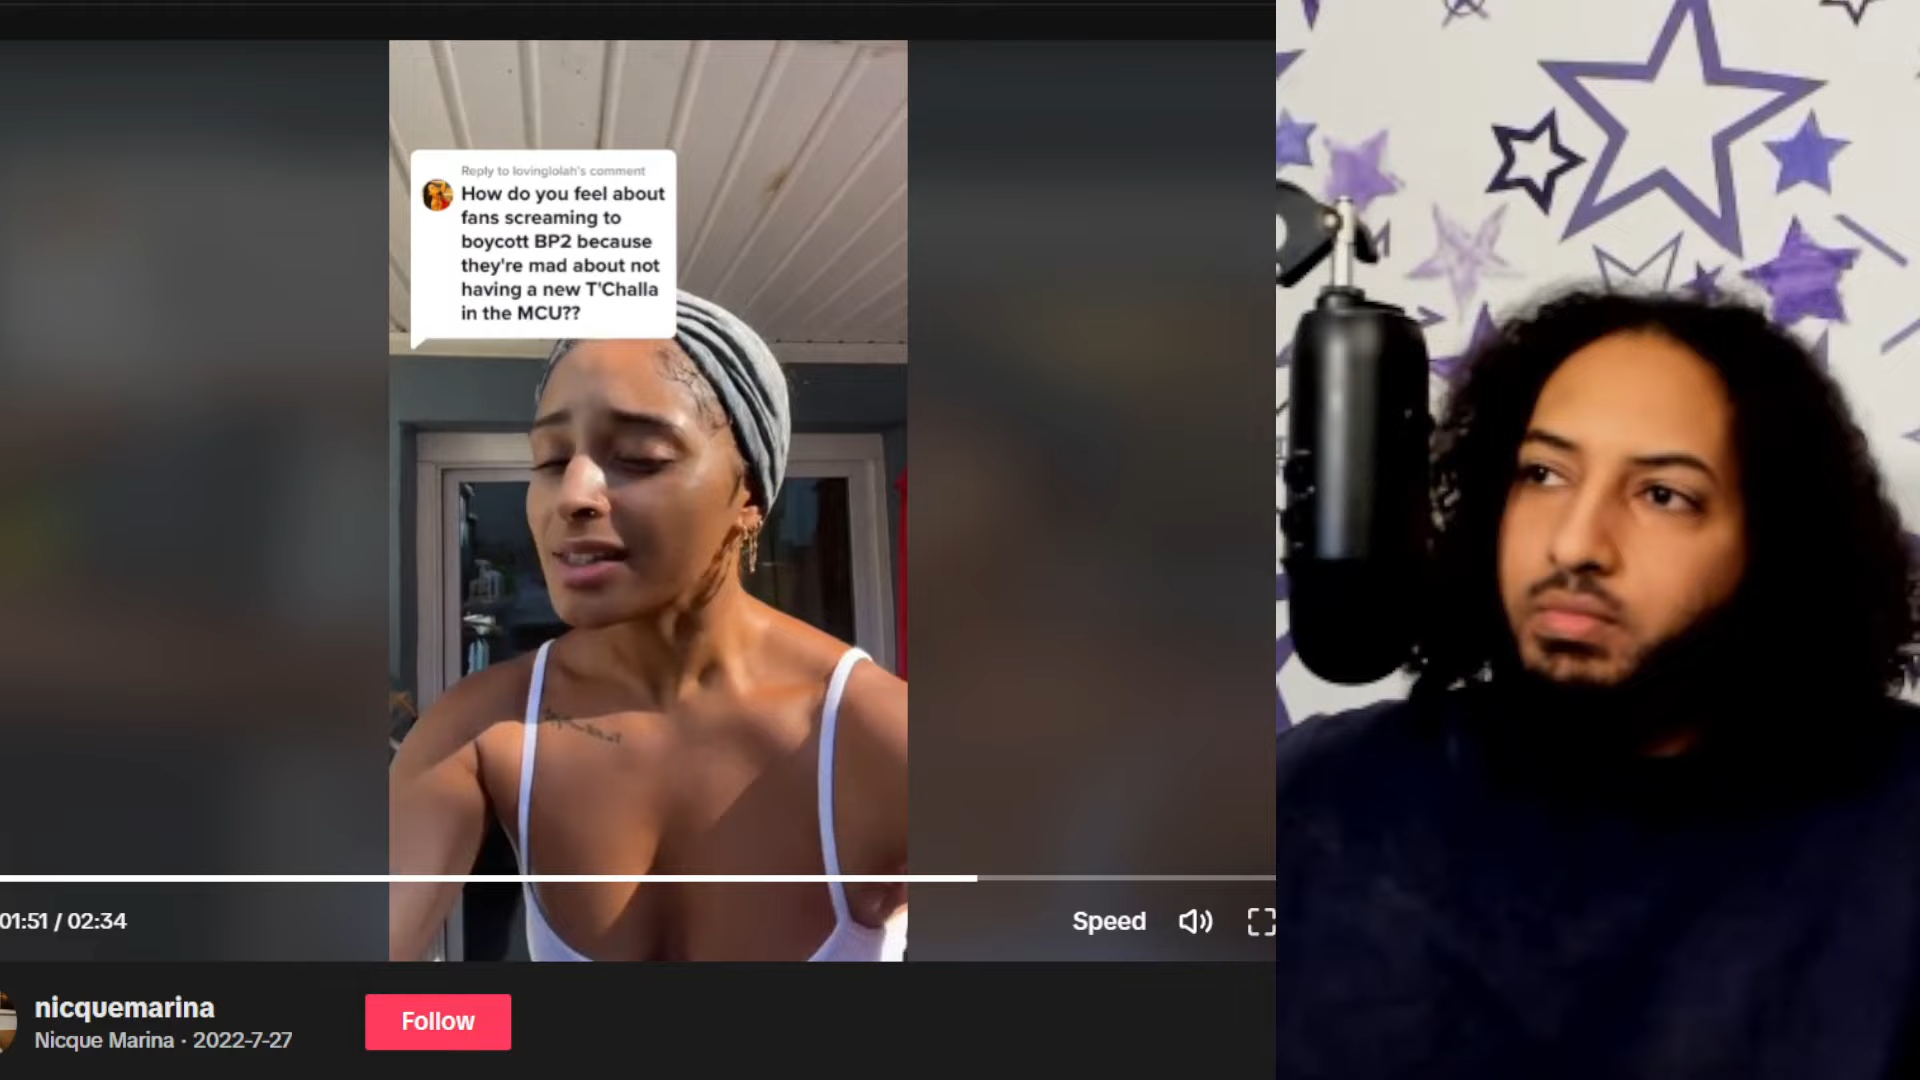 Reply to lovinglolah's comment
How do you feel about
fans screaming to
boycott BP2 because
they're mad about not
having a new T'Challa
in the MCU??
01:51 / 02:34
Speed
nicquemarina
Nicque Marina · 2022-7-27
Follow